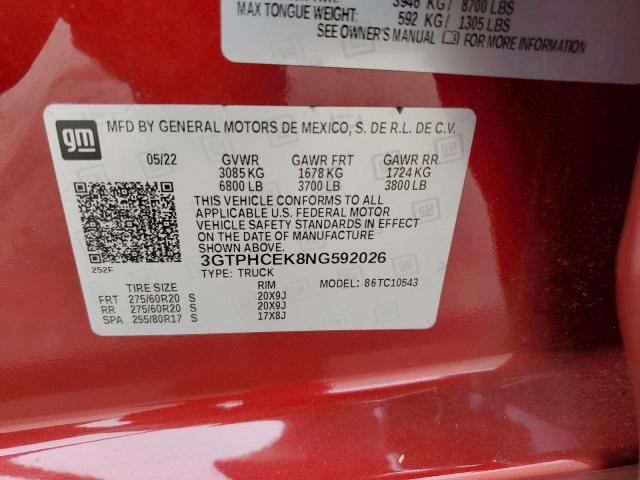 3948 KG / 8700 LBS
MAX TONGUE WEIGHT: 592 KG / 1305 LBS
SEE OWNER'S MANUAL FOR MORE INFORMATION
gm MFD BY GENERAL MOTORS DE MEXICO, S. DE R.L. DE C.V.
05/22 GVWR GAWR FRT GAWR RR
3085 KG 1678 KG 1724 KG
6800 LB 3700 LB 3800 LB
THIS VEHICLE CONFORMS TO ALL
APPLICABLE U.S. FEDERAL MOTOR
VEHICLE SAFETY STANDARDS IN EFFECT
ON THE DATE OF MANUFACTURE
SHOWN ABOVE.
252F 3GTPHCEK8NG592026
TYPE: TRUCK
TIRE SIZE RIM MODEL: 86TC10543
FRT 275/60R20 S 20X9J
RR 275/60R20 S 20X9J
SPA 255/80R17 S 17X8J